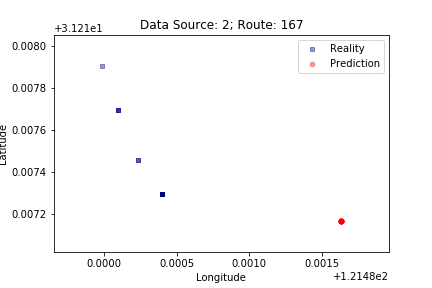 Data Source: 2; Route: 167
+3.121e1
Reality
Prediction
0.0080
0.0078
0.0076
0.0074
0.0072
Latitude
0.0000
0.0005
0.0010
0.0015
Longitude
+1.2148e2